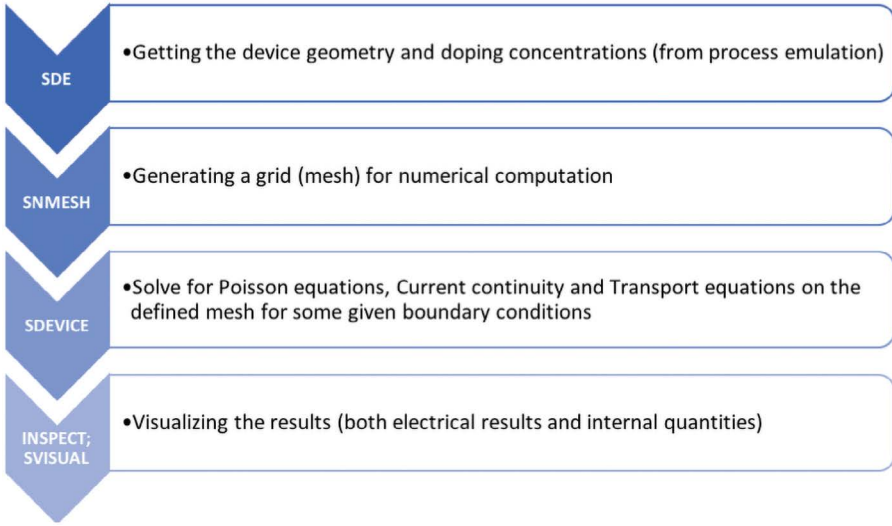 SDE
•Getting the device geometry and doping concentrations (from process emulation)
SNMESH
•Generating a grid (mesh) for numerical computation
SDEVICE
•Solve for Poisson equations, Current continuity and Transport equations on the
defined mesh for some given boundary conditions
INSPECT;
SVISUAL
•Visualizing the results (both electrical results and internal quantities)